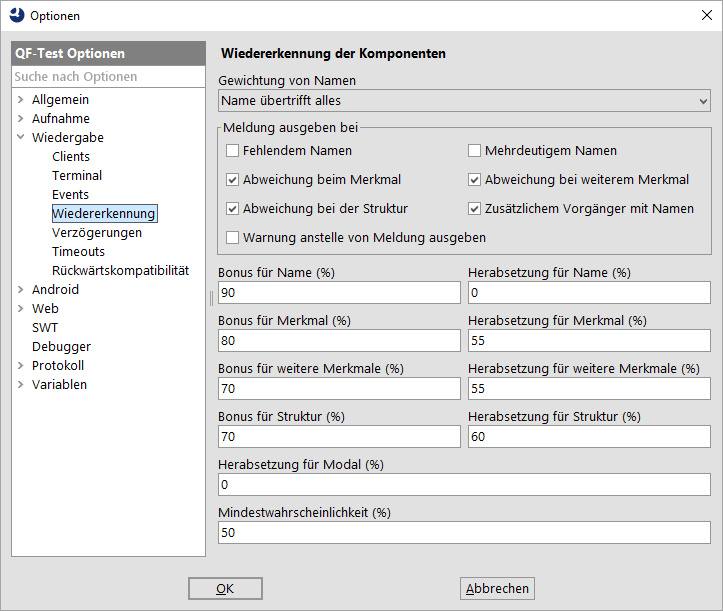 Optionen
QF-Test Optionen
Suche nach Optionen
Allgemein
Aufnahme
Wiedergabe
Clients
Terminal
Events
Wiedererkennung
Verzögerungen
Timeouts
Rückwärtskompatibilität
Android
Web
SWT
Debugger
Protokoll
Variablen
Wiedererkennung der Komponenten
Gewichtung von Namen
Name übertrifft alles
Meldung ausgeben bei
Fehlendem Namen
Mehrdeutigem Namen
Abweichung beim Merkmal
Abweichung bei weiterem Merkmal
Abweichung bei der Struktur
Zusätzlichem Vorgänger mit Namen
Warnung anstelle von Meldung ausgeben
Bonus für Name (%)
Herabsetzung für Name (%)
90
0
Bonus für Merkmal (%)
Herabsetzung für Merkmal (%)
80
55
Bonus für weitere Merkmale (%)
Herabsetzung für weitere Merkmale (%)
70
55
Bonus für Struktur (%)
Herabsetzung für Struktur (%)
70
60
Herabsetzung für Modal (%)
0
Mindestwahrscheinlichkeit (%)
50
OK
Abbrechen